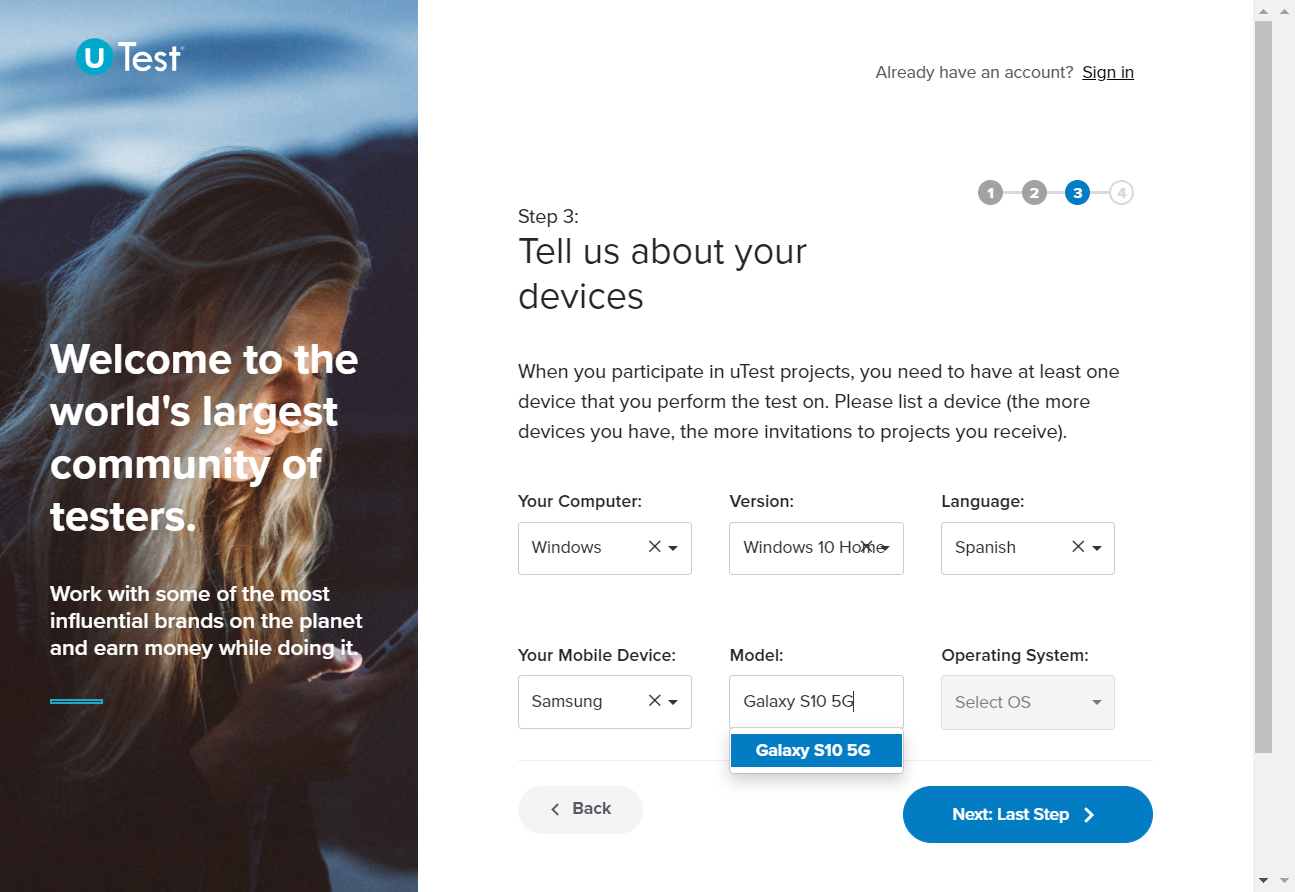 U Test
Already have an account? Sign in
1 2 3 4
Step 3:
Tell us about your
devices
Welcome to the
world's largest
community of
testers.
Work with some of the most
influential brands on the planet
and earn money while doing it.
When you participate in uTest projects, you need to have at least one
device that you perform the test on. Please list a device (the more
devices you have, the more invitations to projects you receive).
Your Computer: Version: Language:
Windows Windows 10 Home Spanish
Your Mobile Device: Model: Operating System:
Samsung Galaxy S10 5G Select OS
Galaxy S10 5G
Back Next: Last Step